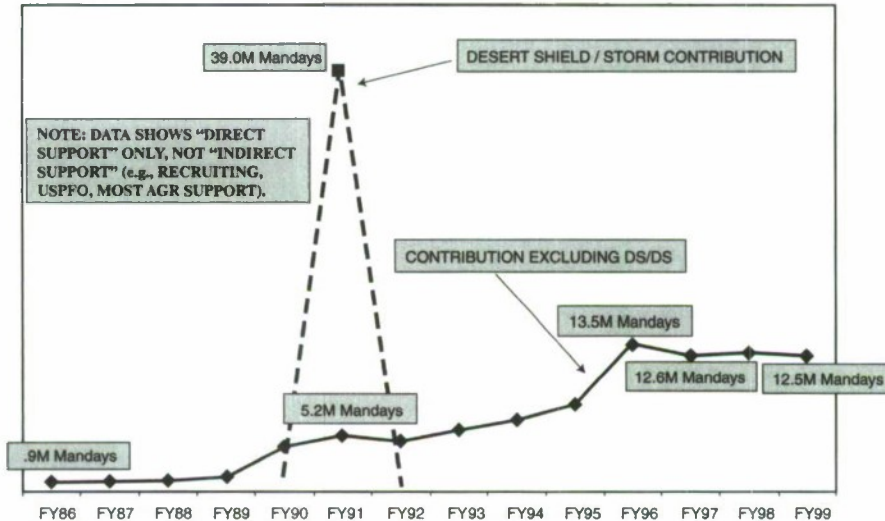 39.0M Mandays
DESERT SHIELD / STORM CONTRIBUTION
NOTE: DATA SHOWS “DIRECT
SUPPORT” ONLY, NOT “INDIRECT
SUPPORT” (e.g., RECRUITING,
USPFO, MOST AGR SUPPORT).
CONTRIBUTION EXCLUDING DS/DS
13.5M Mandays
12.6M Mandays
12.5M Mandays
5.2M Mandays
.9M Mandays
FY86 FY87 FY88 FY89 FY90 FY91 FY92 FY93 FY94 FY95 FY96 FY97 FY98 FY99